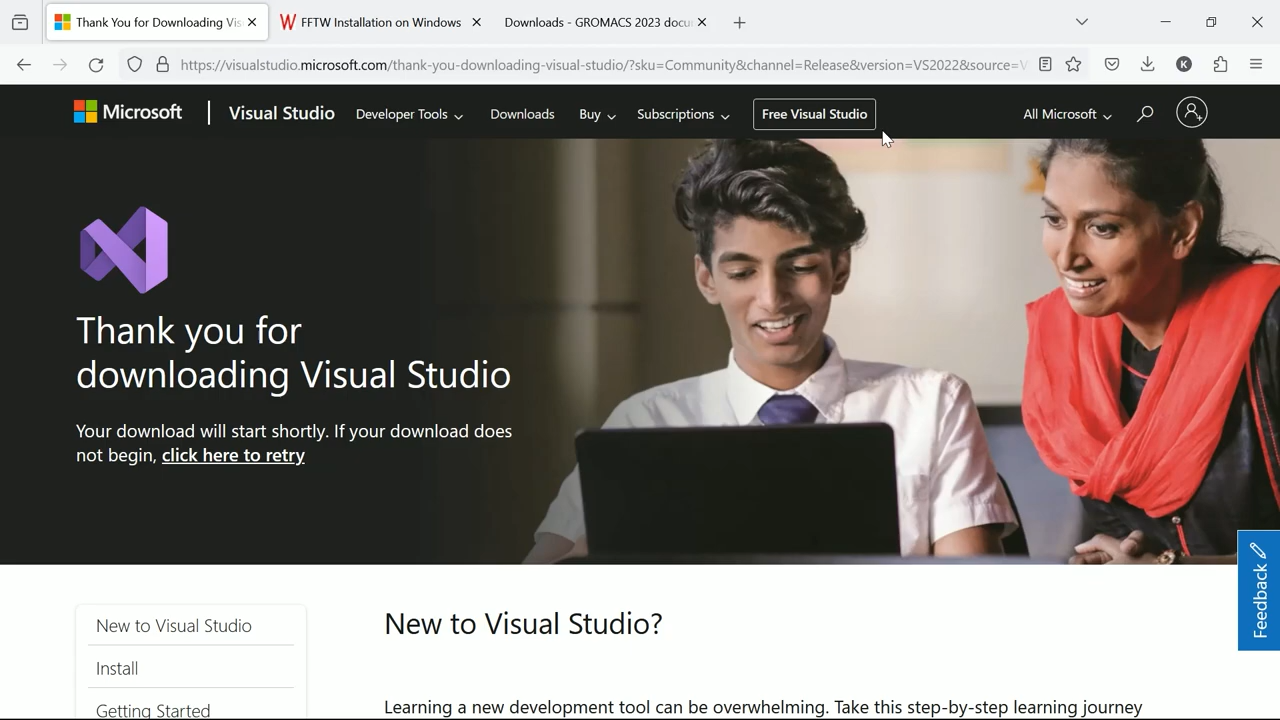 Thank You for Downloading Vis
FFTW Installation on Windows
Downloads - GROMACS 2023 docu
https://visualstudio.microsoft.com/thank-you-downloading-visual-studio/?sku=Community&channel=Release&version=VS2022&source=V
K
Microsoft
Visual Studio
Developer Tools
Downloads
Buy
Subscriptions
Free Visual Studio
All Microsoft
Thank you for
downloading Visual Studio
Your download will start shortly. If your download does
not begin, click here to retry
Feedback
New to Visual Studio
Install
Getting Started
New to Visual Studio?
Learning a new development tool can be overwhelming. Take this step-by-step learning journey